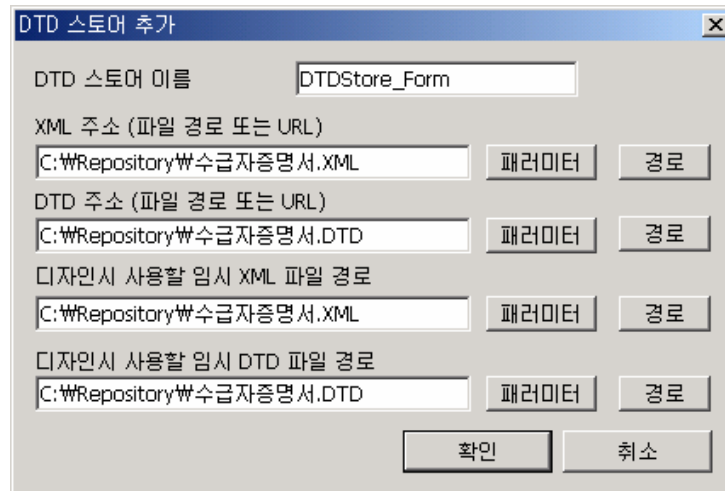 DTD 스토어 추가
DTD 스토어 이름 DTDStore_Form
XML 주소 (파일 경로 또는 URL)
C:₩Repository₩수급자증명서.XML 패러미터 경로
DTD 주소 (파일 경로 또는 URL)
C:₩Repository₩수급자증명서.DTD 패러미터 경로
디자인시 사용할 임시 XML 파일 경로
C:₩Repository₩수급자증명서.XML 패러미터 경로
디자인시 사용할 임시 DTD 파일 경로
C:₩Repository₩수급자증명서.DTD 패러미터 경로
확인 취소